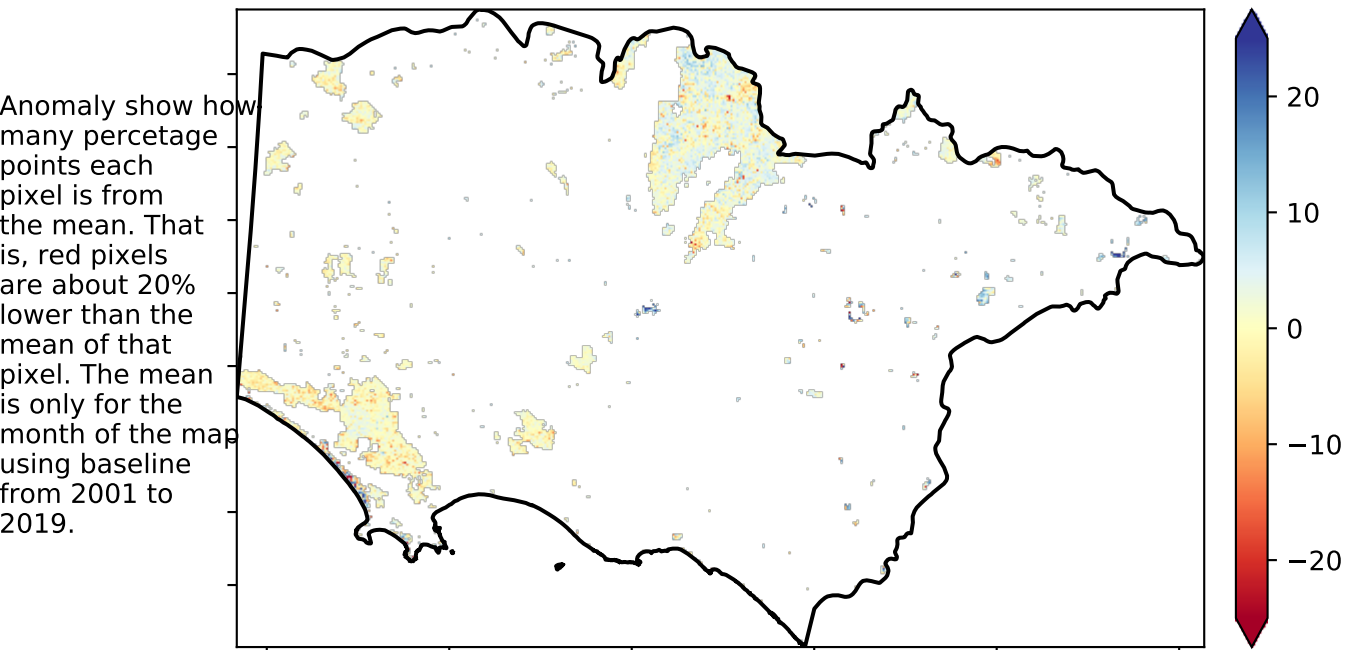 Anomaly show how
many percetage
points each
pixel is from
the mean. That
is, red pixels
are about 20%
lower than the
mean of that
pixel. The mean
is only for the
month of the map
using baseline
from 2001 to
2019.
20
10
0
−10
−20